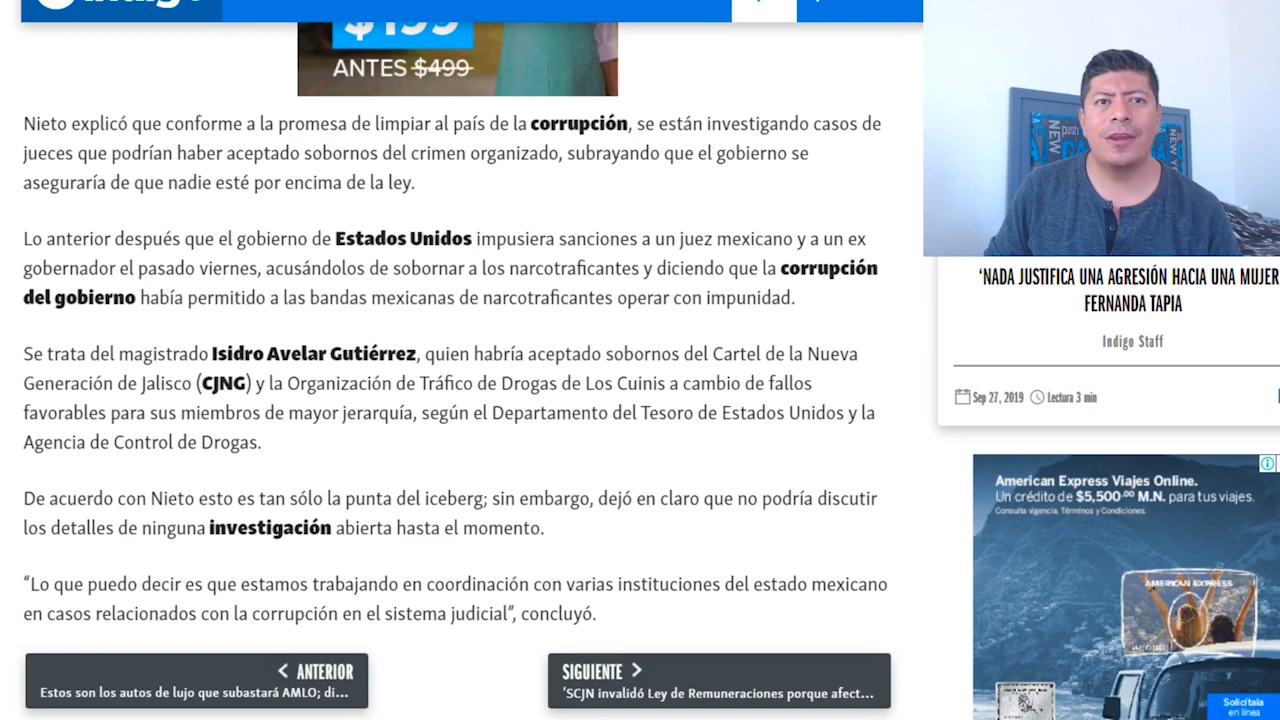 $199
ANTES $499
Nieto explicó que conforme a la promesa de limpiar al país de la corrupción, se están investigando casos de
jueces que podrían haber aceptado sobornos del crimen organizado, subrayando que el gobierno se
aseguraría de que nadie esté por encima de la ley.
Lo anterior después que el gobierno de Estados Unidos impusiera sanciones a un juez mexicano y a un ex
gobernador el pasado viernes, acusándolos de sobornar a los narcotraficantes y diciendo que la corrupción
del gobierno había permitido a las bandas mexicanas de narcotraficantes operar con impunidad.
Se trata del magistrado Isidro Avelar Gutiérrez, quien habría aceptado sobornos del Cartel de la Nueva
Generación de Jalisco (CJNG) y la Organización de Tráfico de Drogas de Los Cuinis a cambio de fallos
favorables para sus miembros de mayor jerarquía, según el Departamento del Tesoro de Estados Unidos y la
Agencia de Control de Drogas.
De acuerdo con Nieto esto es tan sólo la punta del iceberg; sin embargo, dejó en claro que no podría discutir
los detalles de ninguna investigación abierta hasta el momento.
“Lo que puedo decir es que estamos trabajando en coordinación con varias instituciones del estado mexicano
en casos relacionados con la corrupción en el sistema judicial”, concluyó.
< ANTERIOR
Estos son los autos de lujo que subastará AMLO; di...
SIGUIENTE >
‘SCJN invalidó Ley de Remuneraciones porque afect...
push
NEW
‘NADA JUSTIFICA UNA AGRESIÓN HACIA UNA MUJER
FERNANDA TAPIA
Indigo Staff
Sep 27, 2019 Lectura 3 min
American Express Viajes Online.
Un crédito de $5,500.00 M.N. para tus viajes.
Consulta vigencia, Términos y Condiciones.
AMERICAN EXPRESS
Solicítala
en línea